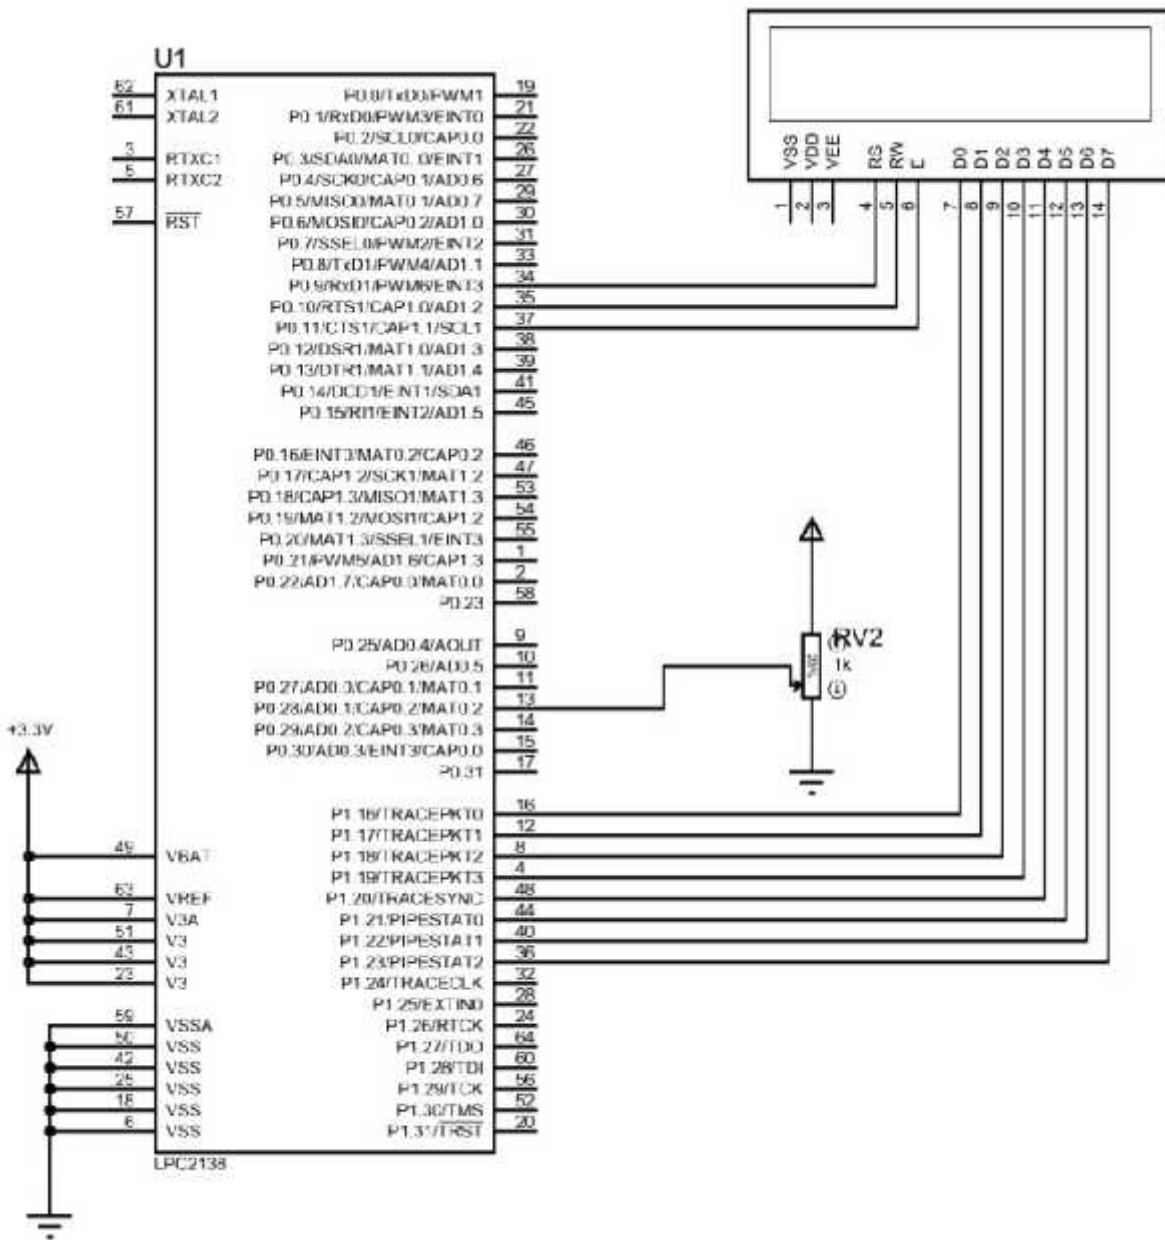 U1
62 XTAL1
61 XTAL2
3 RTXC1
5 RTXC2
57 RST
P0.0/TxD0/PWM1 19
P0.1/RxD0/PWM3/EINT0 21
P0.2/SCL0/CAP0.0 22
P0.3/SDA0/MAT0.0/EINT1 26
P0.4/SCK0/CAP0.1/AD0.6 27
P0.5/MISO0/MAT0.1/AD0.7 29
P0.6/MOSI0/CAP0.2/AD1.0 30
P0.7/SSEL0/PWM2/EINT2 31
P0.8/TxD1/PWM4/AD1.1 33
P0.9/RxD1/PWM6/EINT3 34
P0.10/RTS1/CAP1.0/AD1.2 35
P0.11/CTS1/CAP1.1/SCL1 37
P0.12/DSR1/MAT1.0/AD1.3 38
P0.13/DTR1/MAT1.1/AD1.4 39
P0.14/DCD1/EINT1/SDA1 41
P0.15/RI1/EINT2/AD1.5 45
P0.16/EINT0/MAT0.2/CAP0.2 46
P0.17/CAP1.2/SCK1/MAT1.2 47
P0.18/CAP1.3/MISO1/MAT1.3 53
P0.19/MAT1.2/MOSI1/CAP1.2 54
P0.20/MAT1.3/SSEL1/EINT3 55
P0.21/PWM5/AD1.6/CAP1.3 1
P0.22/AD1.7/CAP0.0/MAT0.0 2
P0.23 58
P0.25/AD0.4/AOUT 9
P0.26/AD0.5 10
P0.27/AD0.0/CAP0.1/MAT0.1 11
P0.28/AD0.1/CAP0.2/MAT0.2 13
P0.29/AD0.2/CAP0.3/MAT0.3 14
P0.30/AD0.3/EINT3/CAP0.0 15
P0.31 17
P1.16/TRACEPKT0 16
P1.17/TRACEPKT1 12
P1.18/TRACEPKT2 8
P1.19/TRACEPKT3 4
P1.20/TRACESYNC 48
P1.21/PIPESTAT0 44
P1.22/PIPESTAT1 40
P1.23/PIPESTAT2 36
P1.24/TRACECLK 32
P1.25/EXTIN0 28
P1.26/RTCK 24
P1.27/TDO 64
P1.28/TDI 60
P1.29/TCK 56
P1.30/TMS 52
P1.31/TRST 20
+3.3V
49 VBAT
63 VREF
7 V3A
51 V3
43 V3
23 V3
59 VSSA
50 VSS
42 VSS
25 VSS
18 VSS
6 VSS
LPC2138
VSS VDD VEE RS RW E D0 D1 D2 D3 D4 D5 D6 D7
1 2 3 4 5 6 7 8 9 10 11 12 13 14
RV2
1k